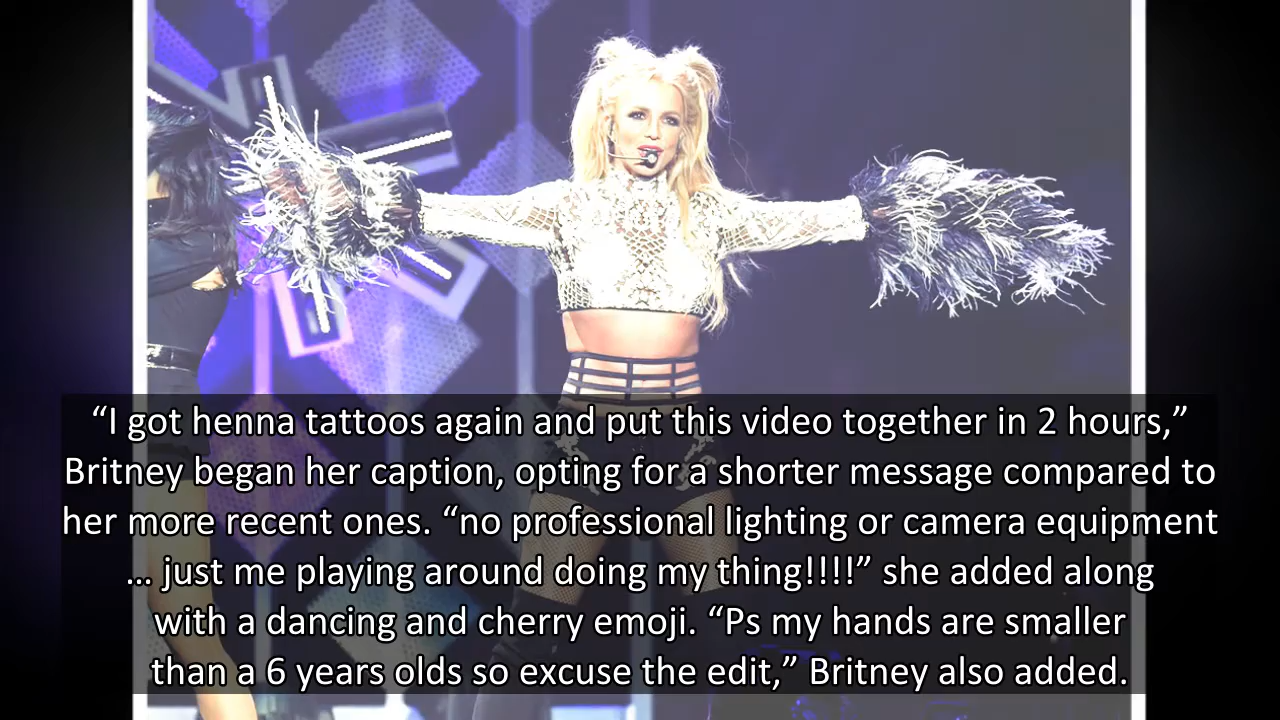 “I got henna tattoos again and put this video together in 2 hours,”
Britney began her caption, opting for a shorter message compared to
her more recent ones. “no professional lighting or camera equipment
… just me playing around doing my thing!!!!” she added along
with a dancing and cherry emoji. “Ps my hands are smaller
than a 6 years olds so excuse the edit,” Britney also added.